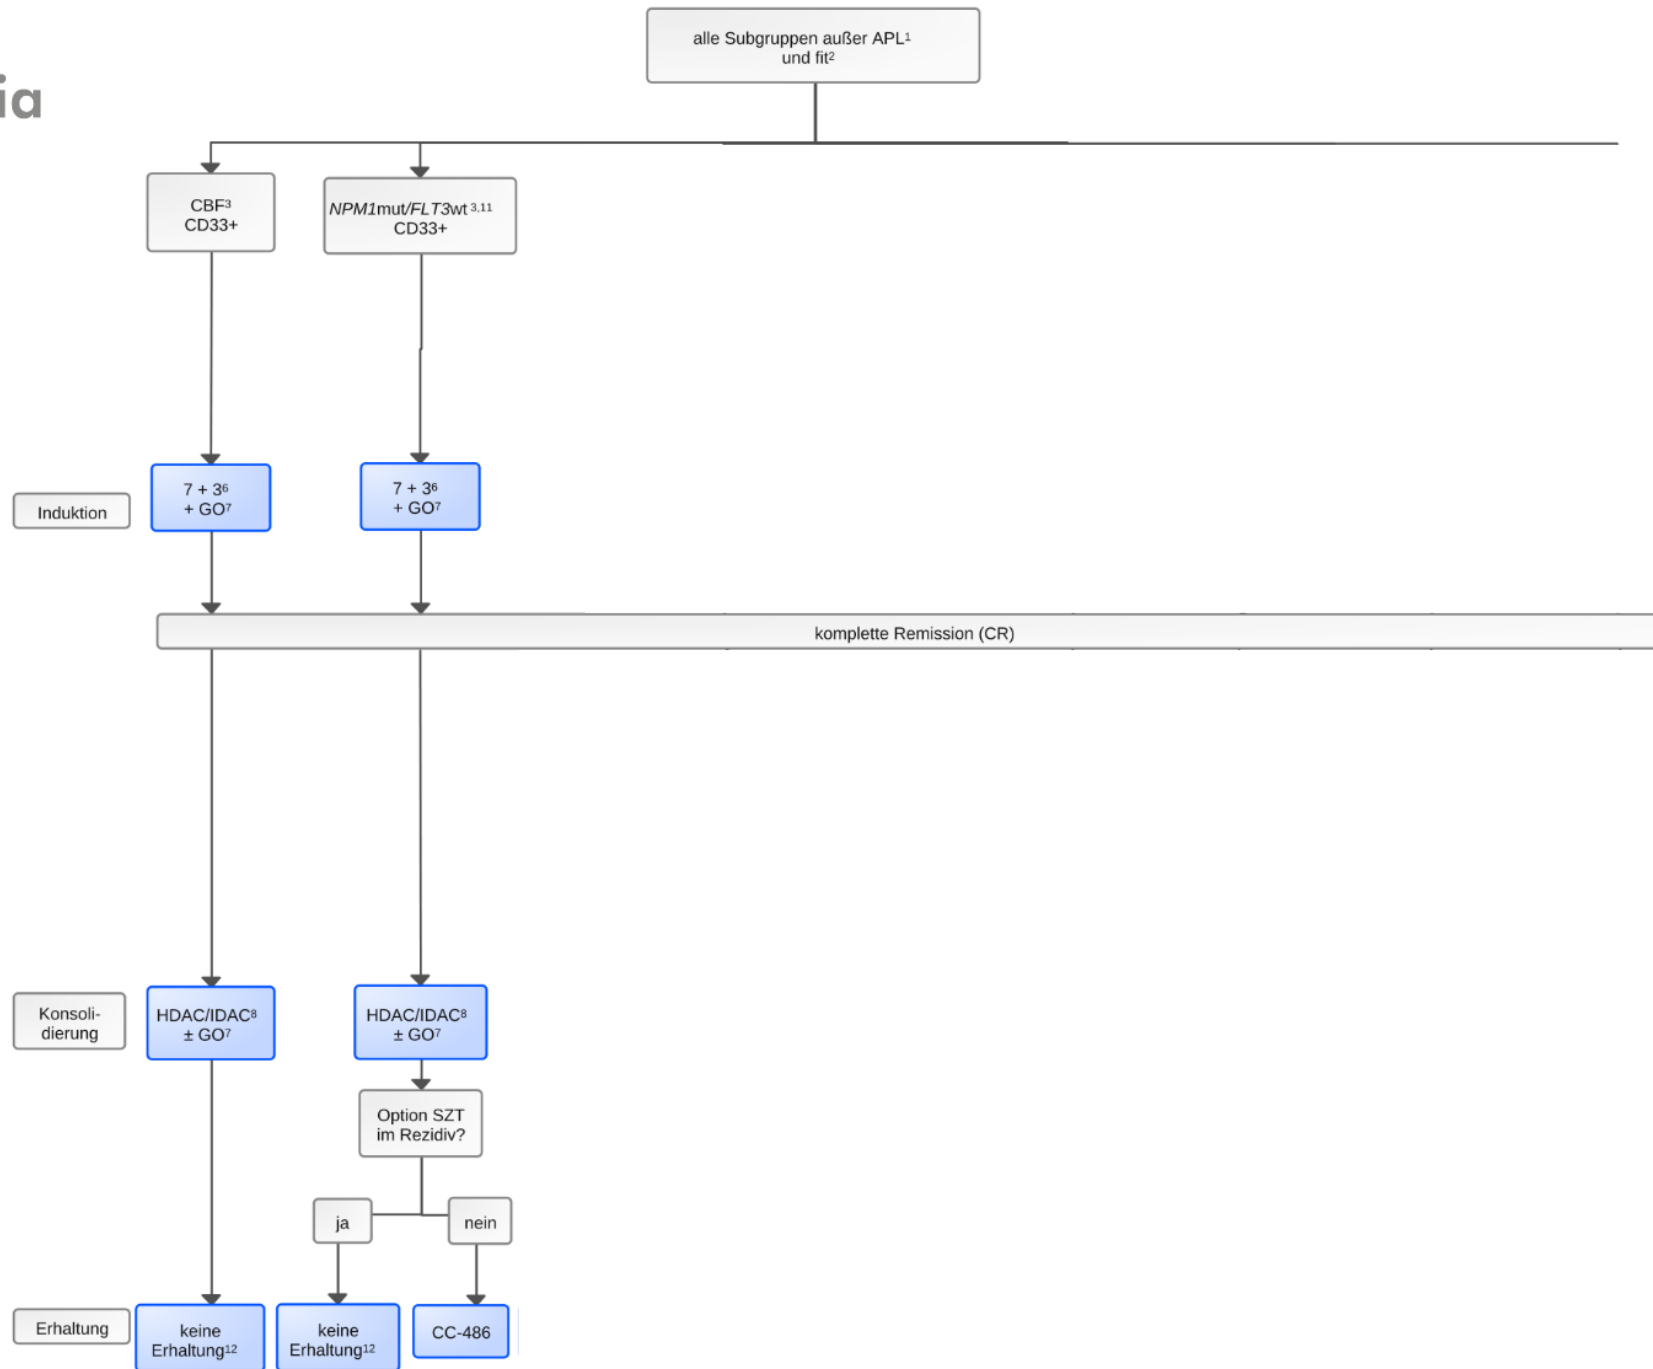 alle Subgruppen außer APL¹
und fit²
ia
CBF³
CD33+
NPM1mut/FLT3wt ³,¹¹
CD33+
Induktion
7 + 3⁶
+ GO⁷
7 + 3⁶
+ GO⁷
komplette Remission (CR)
Konsoli-
dierung
HDAC/IDAC⁸
± GO⁷
HDAC/IDAC⁸
± GO⁷
Option SZT
im Rezidiv?
ja
nein
Erhaltung
keine
Erhaltung¹²
keine
Erhaltung¹²
CC-486